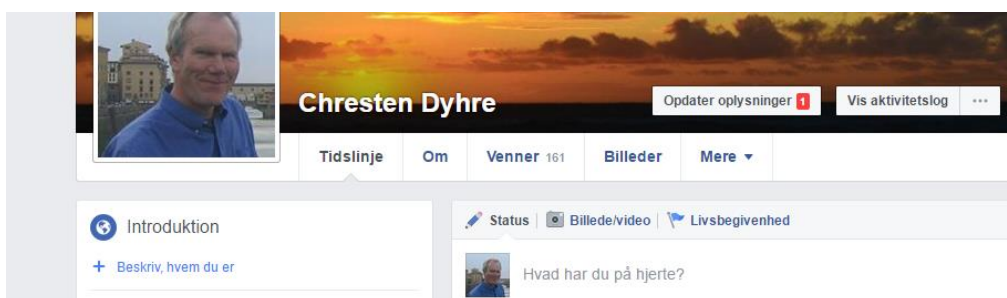 Chresten Dyhre
Opdater oplysninger 1
Vis aktivitetslog ...
Tidslinje Om Venner 161 Billeder Mere
Introduktion
+ Beskriv, hvem du er
Status Billede/video Livsbegivenhed
Hvad har du på hjerte?